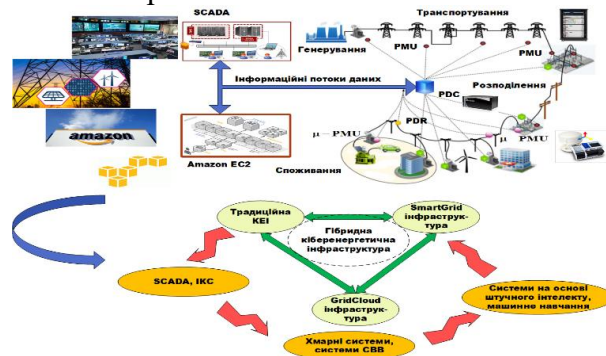 SCADA
Транспортування
Генерування
PMU
PMU
Інформаційні потоки даних
Розподілення
PDC
PDR
μ – PMU
μ PMU
amazon
Amazon EC2
Споживання
Традиційна
КЕІ
SmartGrid
інфраструк-
тура
Гібридна
кіберенергетична
інфраструктура
SCADA, ІКС
GridCloud
інфраструк-
тура
Системи на основі
штучного інтелекту,
машинно навчання
Хмарні системи,
системи СВВ